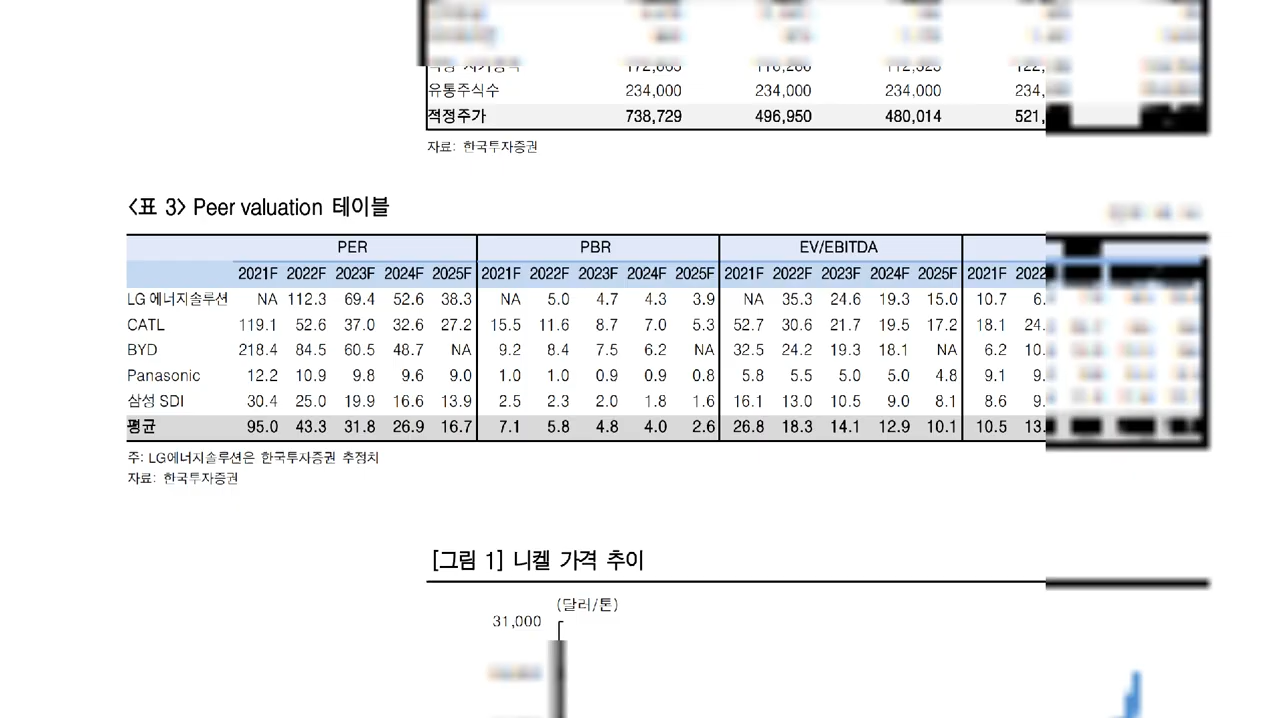 유통주식수 234,000 234,000 234,000 234,
적정주가 738,729 496,950 480,014 521,
자료: 한국투자증권
<표 3> Peer valuation 테이블
PER PBR EV/EBITDA
2021F 2022F 2023F 2024F 2025F 2021F 2022F 2023F 2024F 2025F 2021F 2022F 2023F 2024F 2025F 2021F 2022
LG 에너지솔루션 NA 112.3 69.4 52.6 38.3 NA 5.0 4.7 4.3 3.9 NA 35.3 24.6 19.3 15.0 10.7 6.
CATL 119.1 52.6 37.0 32.6 27.2 15.5 11.6 8.7 7.0 5.3 52.7 30.6 21.7 19.5 17.2 18.1 24.
BYD 218.4 84.5 60.5 48.7 NA 9.2 8.4 7.5 6.2 NA 32.5 24.2 19.3 18.1 NA 6.2 10.
Panasonic 12.2 10.9 9.8 9.6 9.0 1.0 1.0 0.9 0.9 0.8 5.8 5.5 5.0 5.0 4.8 9.1 9.
삼성 SDI 30.4 25.0 19.9 16.6 13.9 2.5 2.3 2.0 1.8 1.6 16.1 13.0 10.5 9.0 8.1 8.6 9.
평균 95.0 43.3 31.8 26.9 16.7 7.1 5.8 4.8 4.0 2.6 26.8 18.3 14.1 12.9 10.1 10.5 13.
주: LG에너지솔루션은 한국투자증권 추정치
자료: 한국투자증권
[그림 1] 니켈 가격 추이
(달러/톤)
31,000